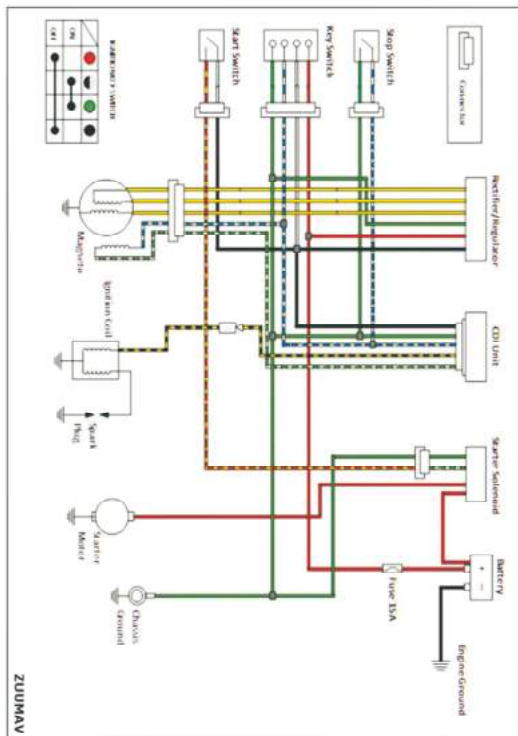 Connector
Start Switch
Key Switch
Stop Switch
OFF
ON
Rectifier/Regulator
Magneto
Ignition Coil
CDI Unit
Spark
Plug
Starter Solenoid
Starter
Motor
Battery
Fuse 15A
Chassis
Ground
Engine Ground
ZUUMAV